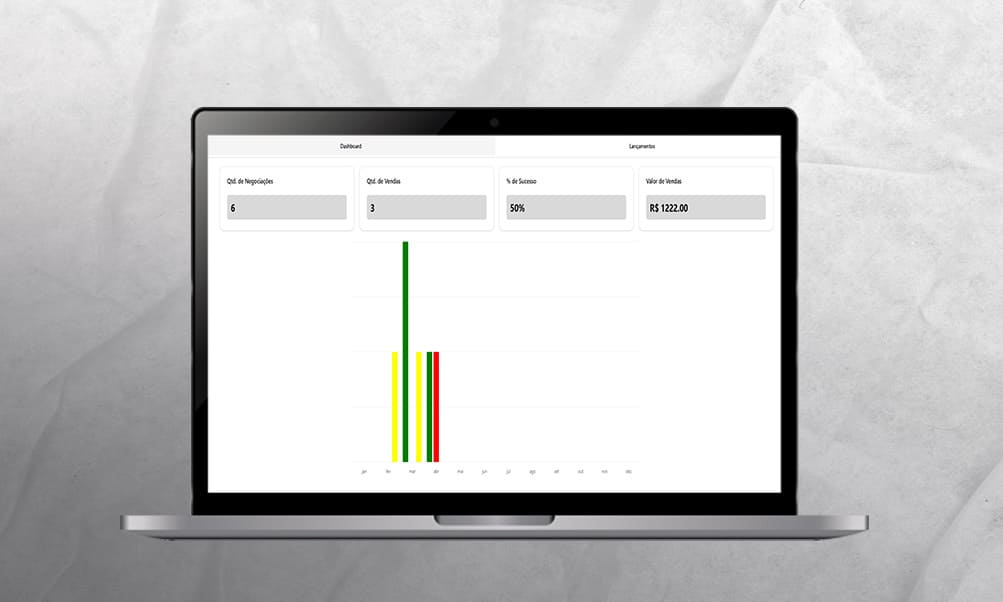 Dashboard
Lançamentos
Qtd. de Negociações
Qtd. de Vendas
% de Sucesso
Valor de Vendas
6
3
50%
R$ 1222.00
jan fev mar abr mai jun jul ago set out nov dez